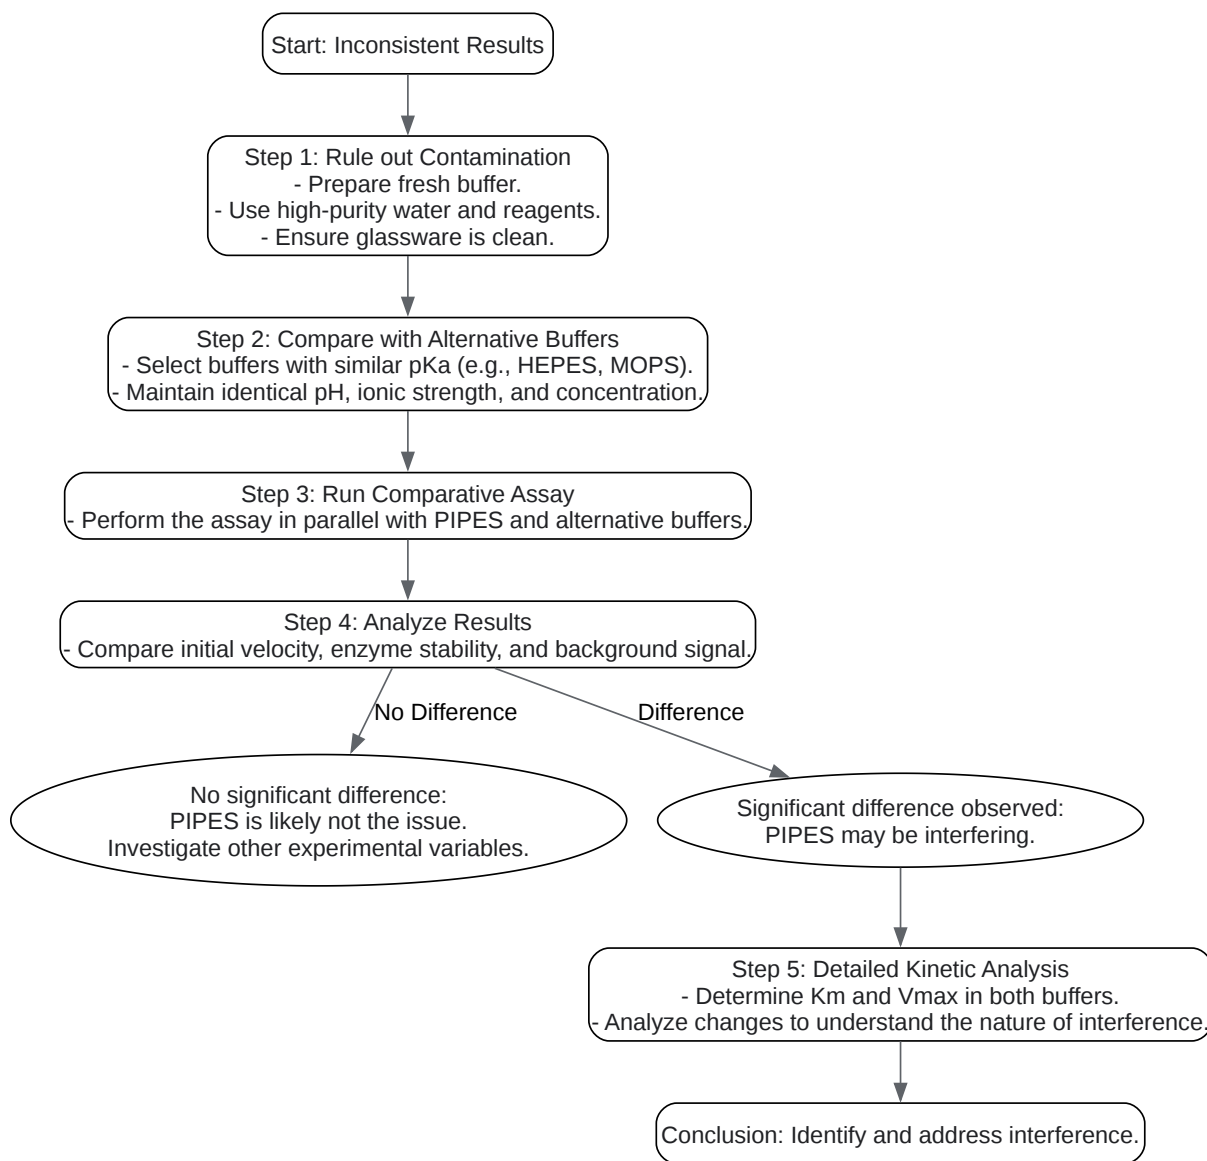 Start: Inconsistent Results
Step 1: Rule out Contamination
- Prepare fresh buffer.
- Use high-purity water and reagents.
- Ensure glassware is clean.
Step 2: Compare with Alternative Buffers
- Select buffers with similar pKa (e.g., HEPES, MOPS).
- Maintain identical pH, ionic strength, and concentration.
Step 3: Run Comparative Assay
- Perform the assay in parallel with PIPES and alternative buffers.
Step 4: Analyze Results
- Compare initial velocity, enzyme stability, and background signal.
No Difference
Difference
No significant difference:
PIPES is likely not the issue.
Investigate other experimental variables.
Significant difference observed:
PIPES may be interfering.
Step 5: Detailed Kinetic Analysis
- Determine Km and Vmax in both buffers.
- Analyze changes to understand the nature of interference.
Conclusion: Identify and address interference.